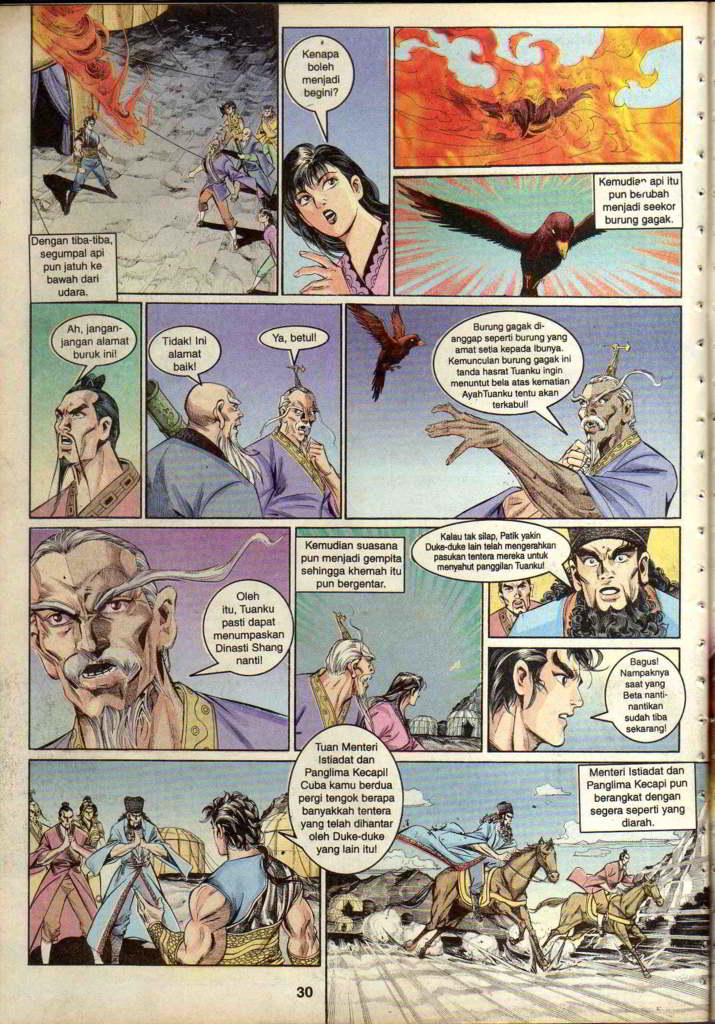 Dengan tiba-tiba,
segumpal api
pun jatuh ke
bawah dari
udara.
Kenapa
boleh
menjadi
begini?
Kemudian api itu
pun berubah
menjadi seekor
burung gagak.
Ah, jangan-
jangan alamat
buruk ini!
Tidak! Ini
alamat
baik!
Ya, betul!
Burung gagak di-
anggap seperti burung yang
amat setia kepada Ibunya.
Kemunculan burung gagak ini
tanda hasrat Tuanku ingin
menuntut bela atas kematian
AyahTuanku tentu akan
terkabul!
Oleh
itu, Tuanku
pasti dapat
menumpaskan
Dinasti Shang
nanti!
Kemudian suasana
pun menjadi gempita
sehingga khemah itu
pun bergentar.
Kalau tak silap, Patik yakin
Duke-duke lain telah mengerahkan
pasukan tentera mereka untuk
menyahut panggilan Tuanku!
Bagus!
Nampaknya
saat yang
Beta nanti-
nantikan
sudah tiba
sekarang!
Tuan Menteri
Istiadat dan
Panglima Kecapi!
Cuba kamu berdua
pergi tengok berapa
banyakkah tentera
yang telah dihantar
oleh Duke-duke
yang lain itu!
Menteri Istiadat dan
Panglima Kecapi pun
berangkat dengan
segera seperti yang
diarah.
30